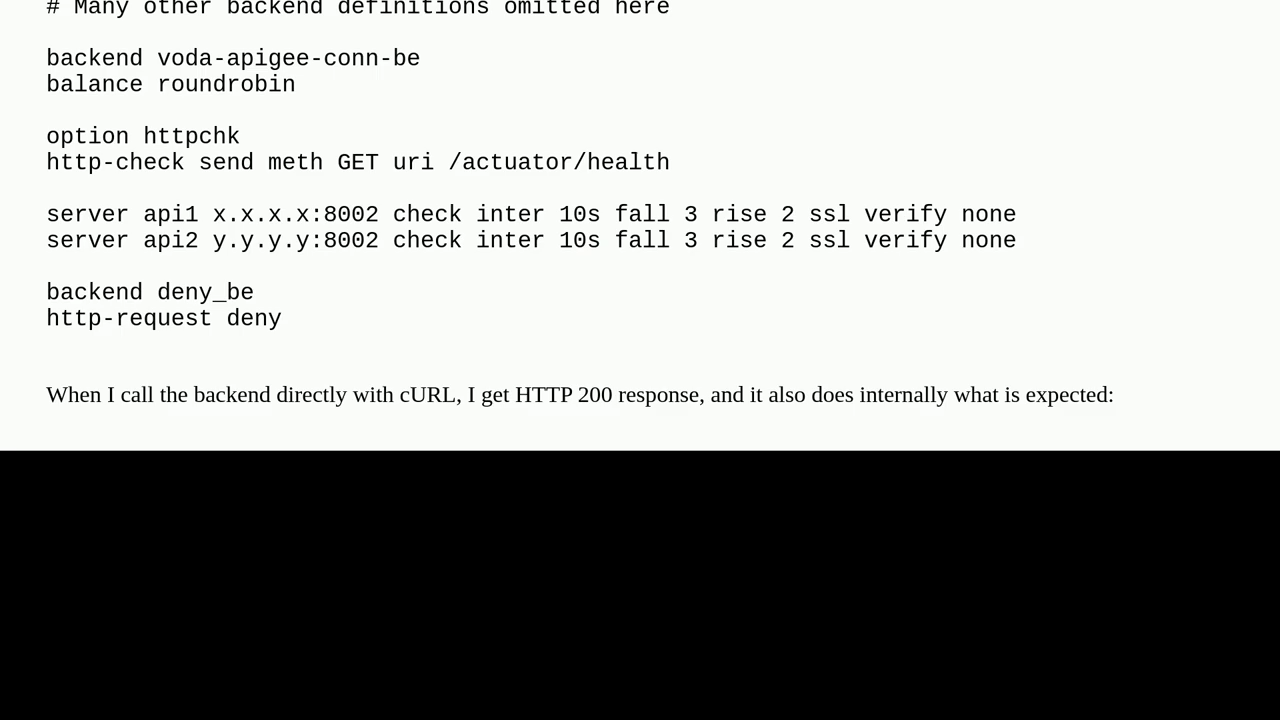 # Many other backend definitions omitted here
backend voda-apigee-conn-be
balance roundrobin
option httpchk
http-check send meth GET uri /actuator/health
server api1 x.x.x.x:8002 check inter 10s fall 3 rise 2 ssl verify none
server api2 y.y.y.y:8002 check inter 10s fall 3 rise 2 ssl verify none
backend deny_be
http-request deny
When I call the backend directly with cURL, I get HTTP 200 response, and it also does internally what is expected: